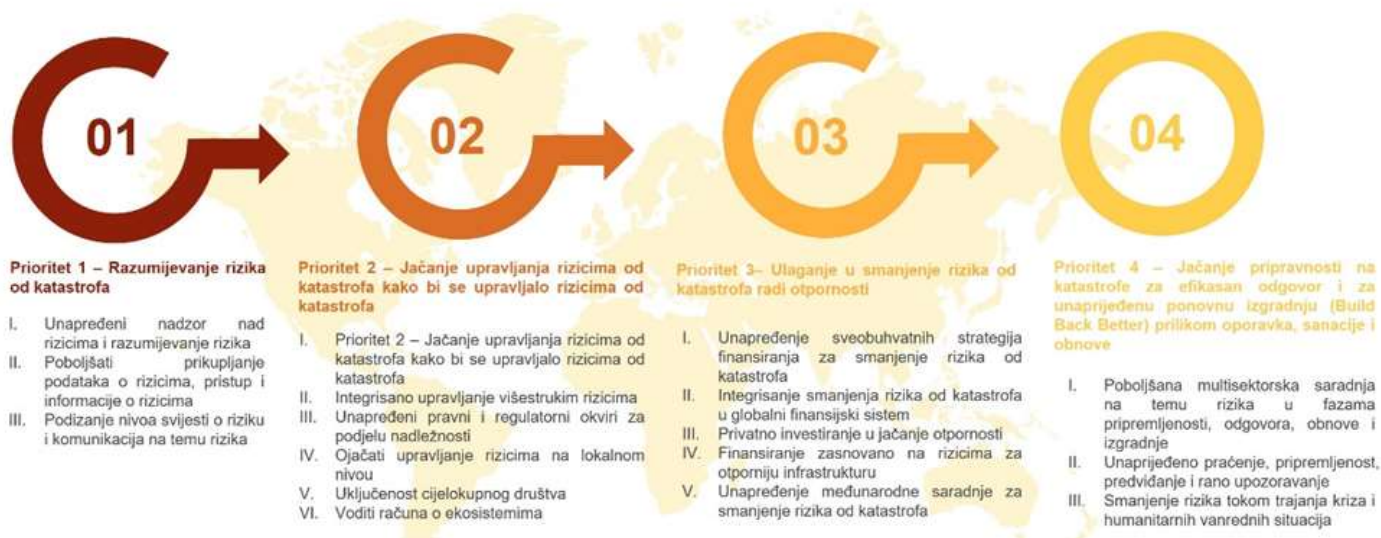 01
02
03
04
Prioritet 1 – Razumijevanje rizika
od katastrofa
I. Unapređeni nadzor nad
rizicima i razumijevanje rizika
II. Poboljšati prikupljanje
podataka o rizicima, pristup i
informacije o rizicima
III. Podizanje nivoa svijesti o riziku
i komunikacija na temu rizika
Prioritet 2 – Jačanje upravljanja rizicima od
katastrofa kako bi se upravljalo rizicima od
katastrofa
I. Prioritet 2 – Jačanje upravljanja rizicima od
katastrofa kako bi se upravljalo rizicima od
katastrofa
II. Integrisano upravljanje višestrukim rizicima
III. Unapređeni pravni i regulatorni okviri za
podjelu nadležnosti
IV. Ojačati upravljanje rizicima na lokalnom
nivou
V. Uključenost cijelokupnog društva
VI. Voditi računa o ekosistemima
Prioritet 3– Ulaganje u smanjenje rizika od
katastrofa radi otpornosti
I. Unapređenje sveobuhvatnih strategija
finansiranja za smanjenje rizika od
katastrofa
II. Integrisanje smanjenja rizika od katastrofa
u globalni finansijski sistem
III. Privatno investiranje u jačanje otpornosti
IV. Finansiranje zasnovano na rizicima za
otporniju infrastrukturu
V. Unapređenje međunarodne saradnje za
smanjenje rizika od katastrofa
Prioritet 4 – Jačanje pripravnosti na
katastrofe za efikasan odgovor i za
unaprijeđenu ponovnu izgradnju (Build
Back Better) prilikom oporavka, sanacije i
obnove
I. Poboljšana multisektorska saradnja
na temu rizika u fazama
pripremljenosti, odgovora, obnove i
izgradnje
II. Unaprijeđeno praćenje, pripremljenost,
predviđanje i rano upozoravanje
III. Smanjenje rizika tokom trajanja kriza i
humanitarnih vanrednih situacija